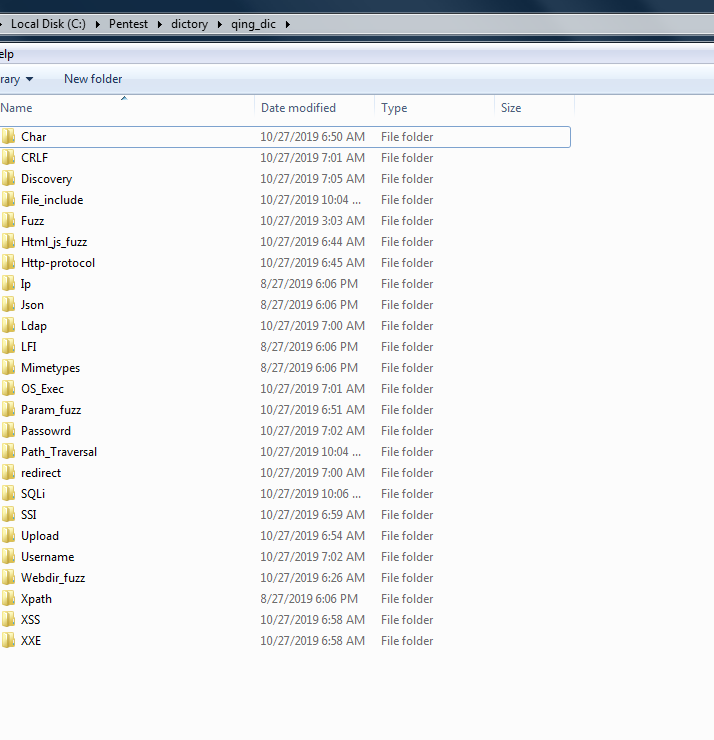 Local Disk (C:) Pentest dictory qing_dic
elp
rary New folder
Name Date modified Type Size
Char 10/27/2019 6:50 AM File folder
CRLF 10/27/2019 7:01 AM File folder
Discovery 10/27/2019 7:05 AM File folder
File_include 10/27/2019 10:04 ... File folder
Fuzz 10/27/2019 3:03 AM File folder
Html_js_fuzz 10/27/2019 6:44 AM File folder
Http-protocol 10/27/2019 6:45 AM File folder
Ip 8/27/2019 6:06 PM File folder
Json 8/27/2019 6:06 PM File folder
Ldap 10/27/2019 7:00 AM File folder
LFI 8/27/2019 6:06 PM File folder
Mimetypes 8/27/2019 6:06 PM File folder
OS_Exec 10/27/2019 7:01 AM File folder
Param_fuzz 10/27/2019 6:51 AM File folder
Passowrd 10/27/2019 7:02 AM File folder
Path_Traversal 10/27/2019 10:04 ... File folder
redirect 10/27/2019 7:00 AM File folder
SQLi 10/27/2019 10:06 ... File folder
SSI 10/27/2019 6:59 AM File folder
Upload 10/27/2019 6:54 AM File folder
Username 10/27/2019 7:02 AM File folder
Webdir_fuzz 10/27/2019 6:26 AM File folder
Xpath 8/27/2019 6:06 PM File folder
XSS 10/27/2019 6:58 AM File folder
XXE 10/27/2019 6:58 AM File folder